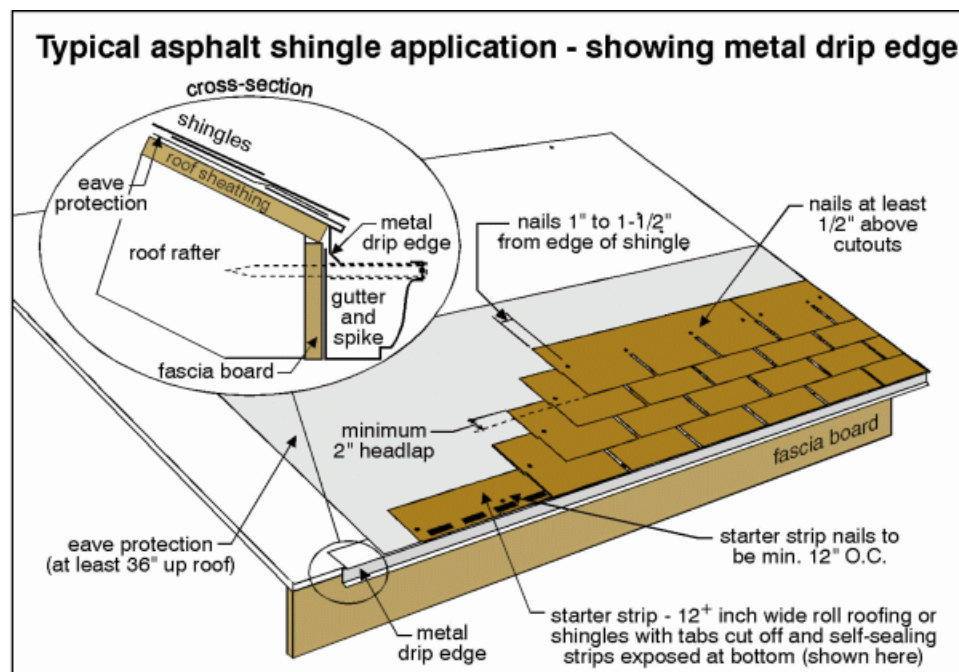 Typical asphalt shingle application - showing metal drip edge
cross-section
shingles
roof sheathing
eave
protection
metal
drip edge
roof rafter
gutter
and
spike
fascia board
nails 1" to 1-1/2"
from edge of shingle
nails at least
1/2" above
cutouts
minimum
2" headlap
fascia board
eave protection
(at least 36" up roof)
starter strip nails to
be min. 12" O.C.
metal
drip edge
starter strip - 12+ inch wide roll roofing or
shingles with tabs cut off and self-sealing
strips exposed at bottom (shown here)